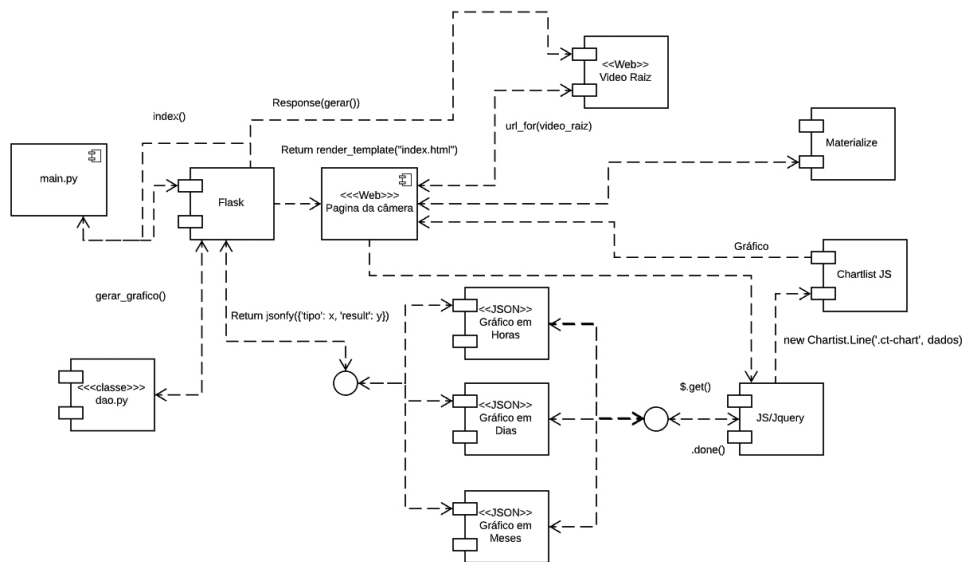 <<Web>>
Video Raiz
Response(gerar())
index()
url_for(video_raiz)
Return render_template("index.html")
Materialize
main.py
Flask
<<<Web>>>
Pagina da câmera
Gráfico
Chartlist JS
gerar_grafico()
Return jsonfy({'tipo': x, 'result': y})
<<JSON>>
Gráfico em
Horas
new Chartist.Line('.ct-chart', dados)
<<<classe>>>
dao.py
<<JSON>>
Gráfico em
Dias
$.get()
JS/Jquery
.done()
<<JSON>>
Gráfico em
Meses